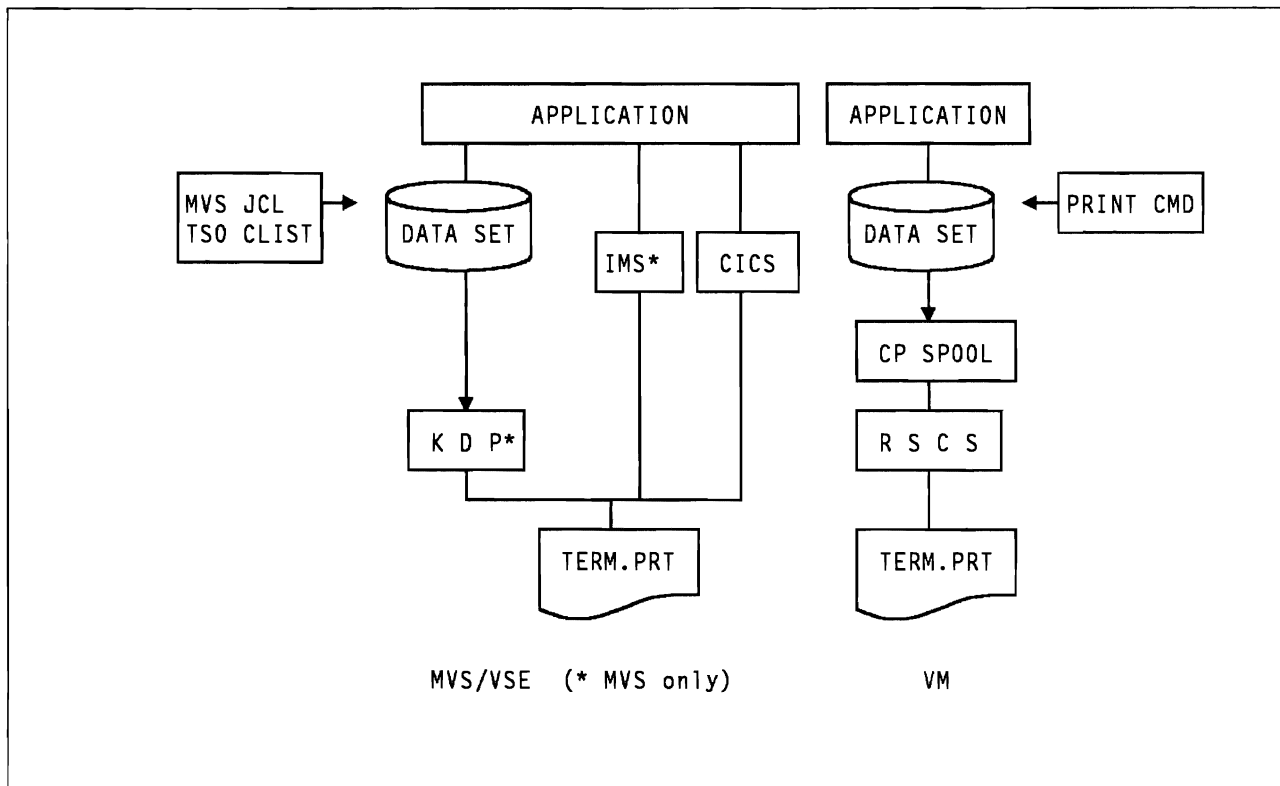 APPLICATION
APPLICATION
MVS JCL
TSO CLIST
DATA SET
IMS*
CICS
DATA SET
PRINT CMD
CP SPOOL
K D P*
R S C S
TERM.PRT
TERM.PRT
MVS/VSE (* MVS only)
VM